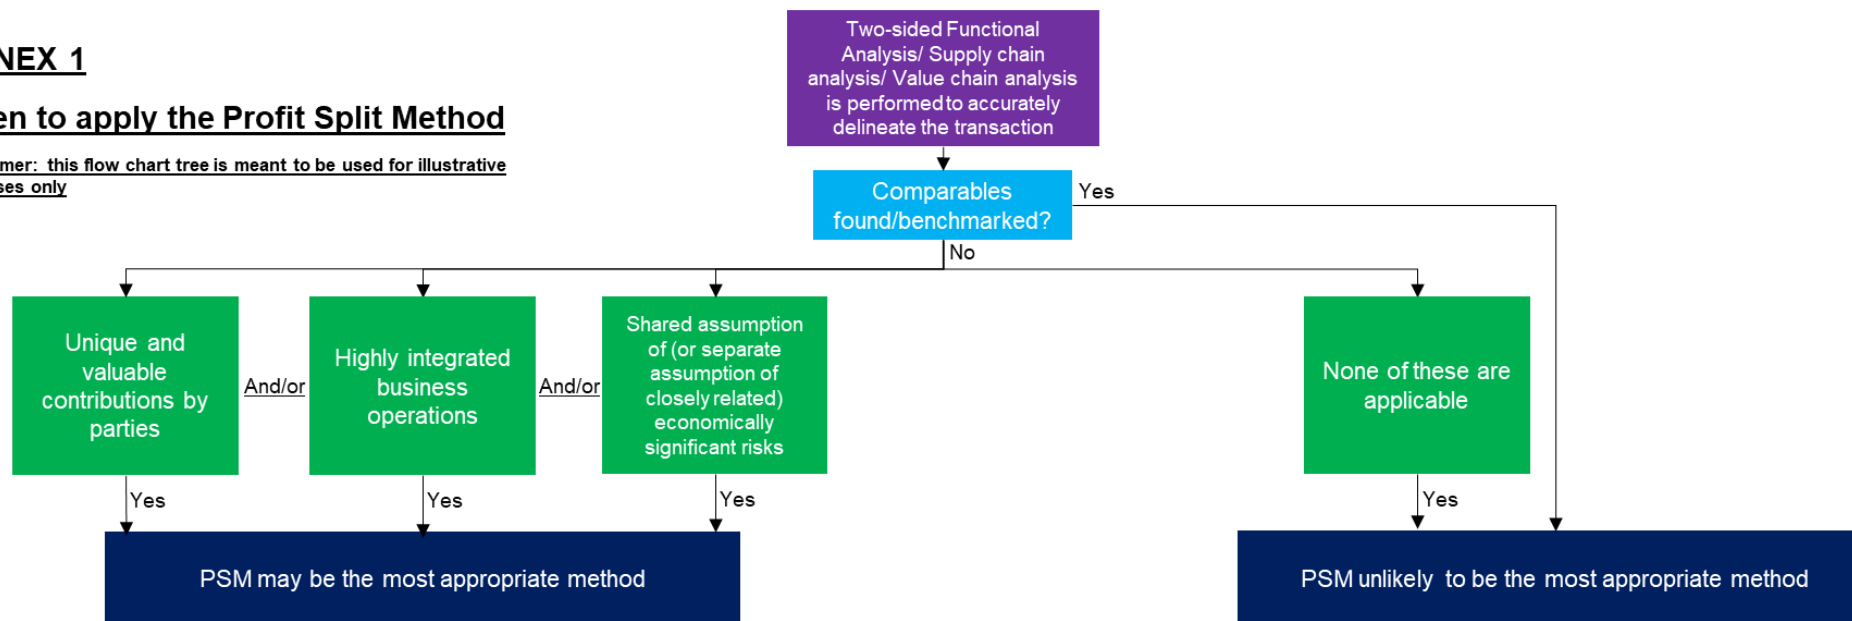 NEX 1
en to apply the Profit Split Method
mer: this flow chart tree is meant to be used for illustrative
ses only
Two-sided Functional
Analysis/ Supply chain
analysis/ Value chain analysis
is performed to accurately
delineate the transaction
Comparables
found/benchmarked?
Yes
No
Unique and
valuable
contributions by
parties
And/or
Highly integrated
business
operations
And/or
Shared assumption
of (or separate
assumption of
closely related)
economically
significant risks
None of these are
applicable
Yes
Yes
Yes
Yes
PSM may be the most appropriate method
PSM unlikely to be the most appropriate method